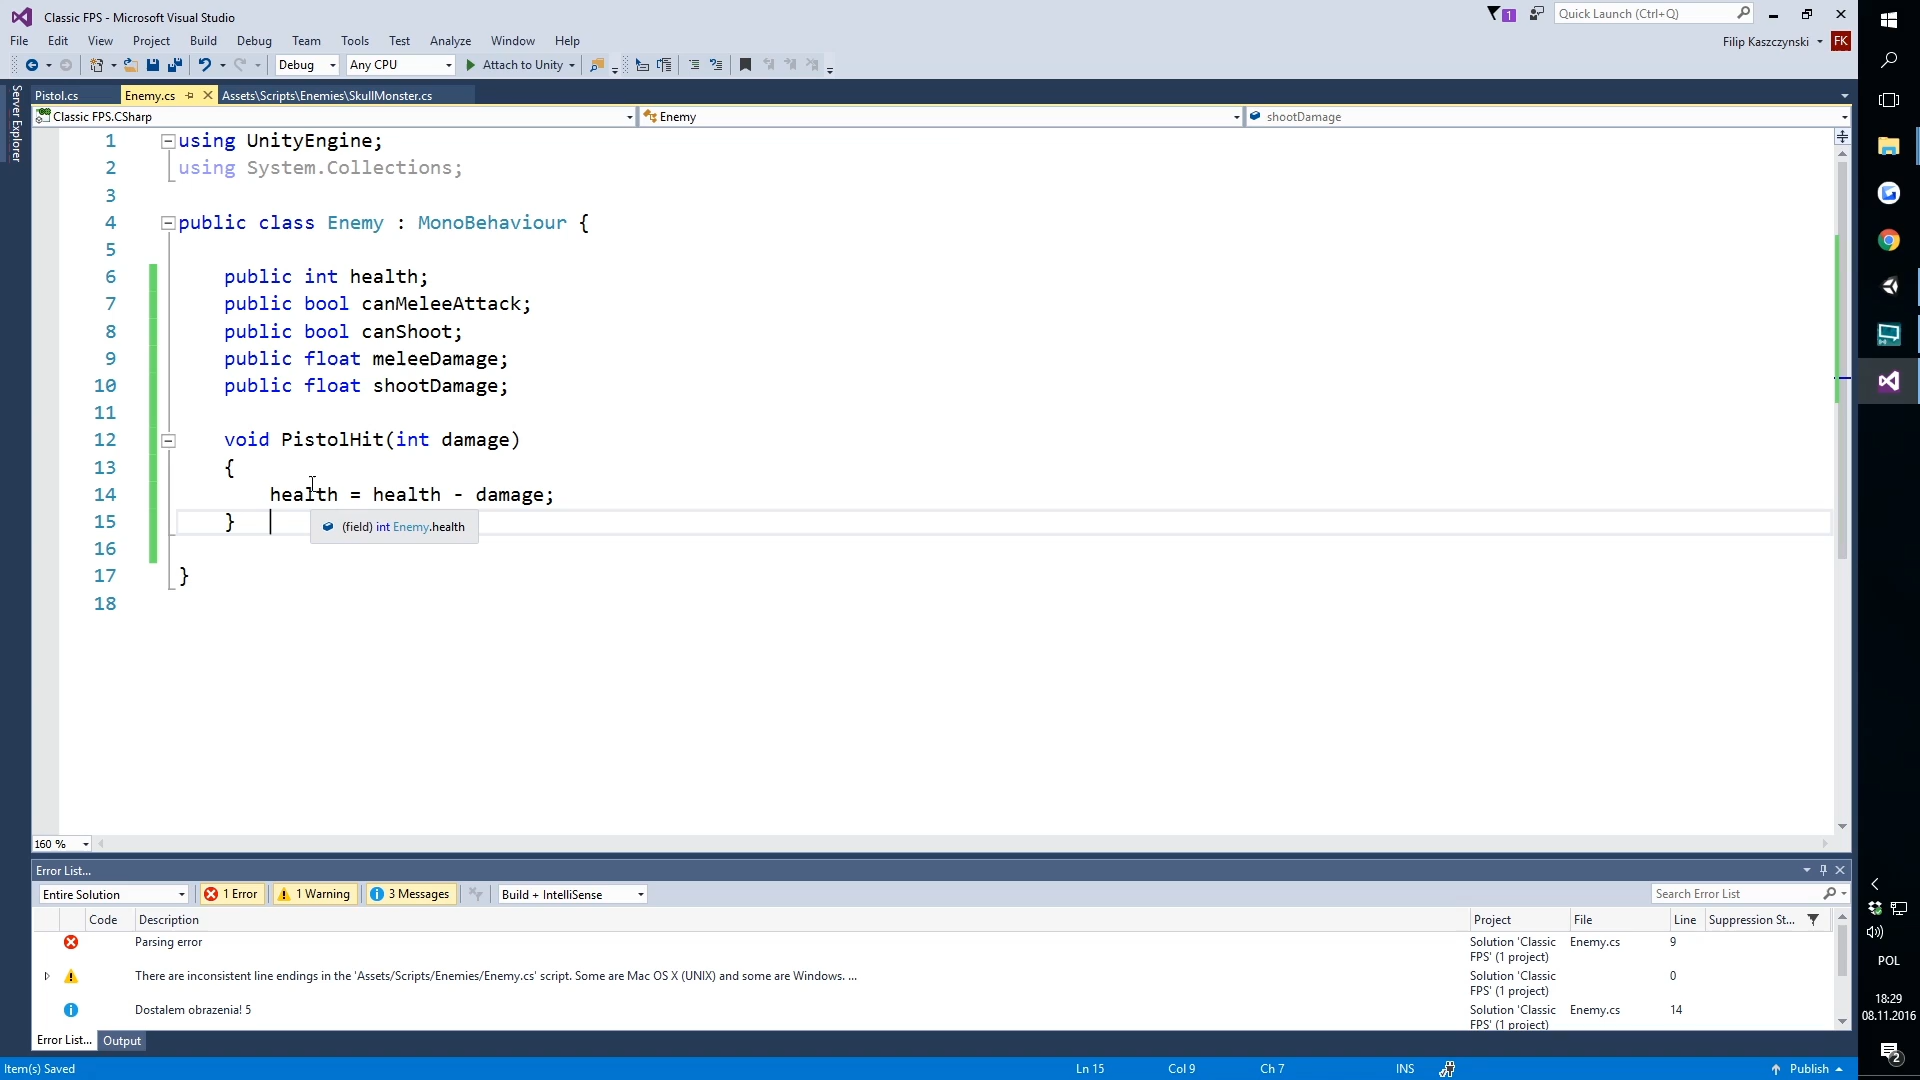 Classic FPS - Microsoft Visual Studio
1
Quick Launch (Ctrl+Q)
File Edit View Project Build Debug Team Tools Test Analyze Window Help
Filip Kaszczynski FK
Debug Any CPU Attach to Unity
Server Explorer
Pistol.cs Enemy.cs Assets\Scripts\Enemies\SkullMonster.cs
Classic FPS.CSharp Enemy shootDamage
1 using UnityEngine;
2 using System.Collections;
3
4 public class Enemy : MonoBehaviour {
5
6 public int health;
7 public bool canMeleeAttack;
8 public bool canShoot;
9 public float meleeDamage;
10 public float shootDamage;
11
12 void PistolHit(int damage)
13 {
14 health = health - damage;
15 }
(field) int Enemy.health
16
17 }
18
160 %
Error List...
Entire Solution 1 Error 1 Warning 3 Messages Build + IntelliSense Search Error List
Code Description Project File Line Suppression St...
Parsing error Solution 'Classic FPS' (1 project) Enemy.cs 9
There are inconsistent line endings in the 'Assets/Scripts/Enemies/Enemy.cs' script. Some are Mac OS X (UNIX) and some are Windows. ... Solution 'Classic FPS' (1 project) 0
Dostalem obrazenia! 5 Solution 'Classic FPS' (1 project) Enemy.cs 14
Error List... Output
Item(s) Saved Ln 15 Col 9 Ch 7 INS Publish
POL
18:29
08.11.2016
2